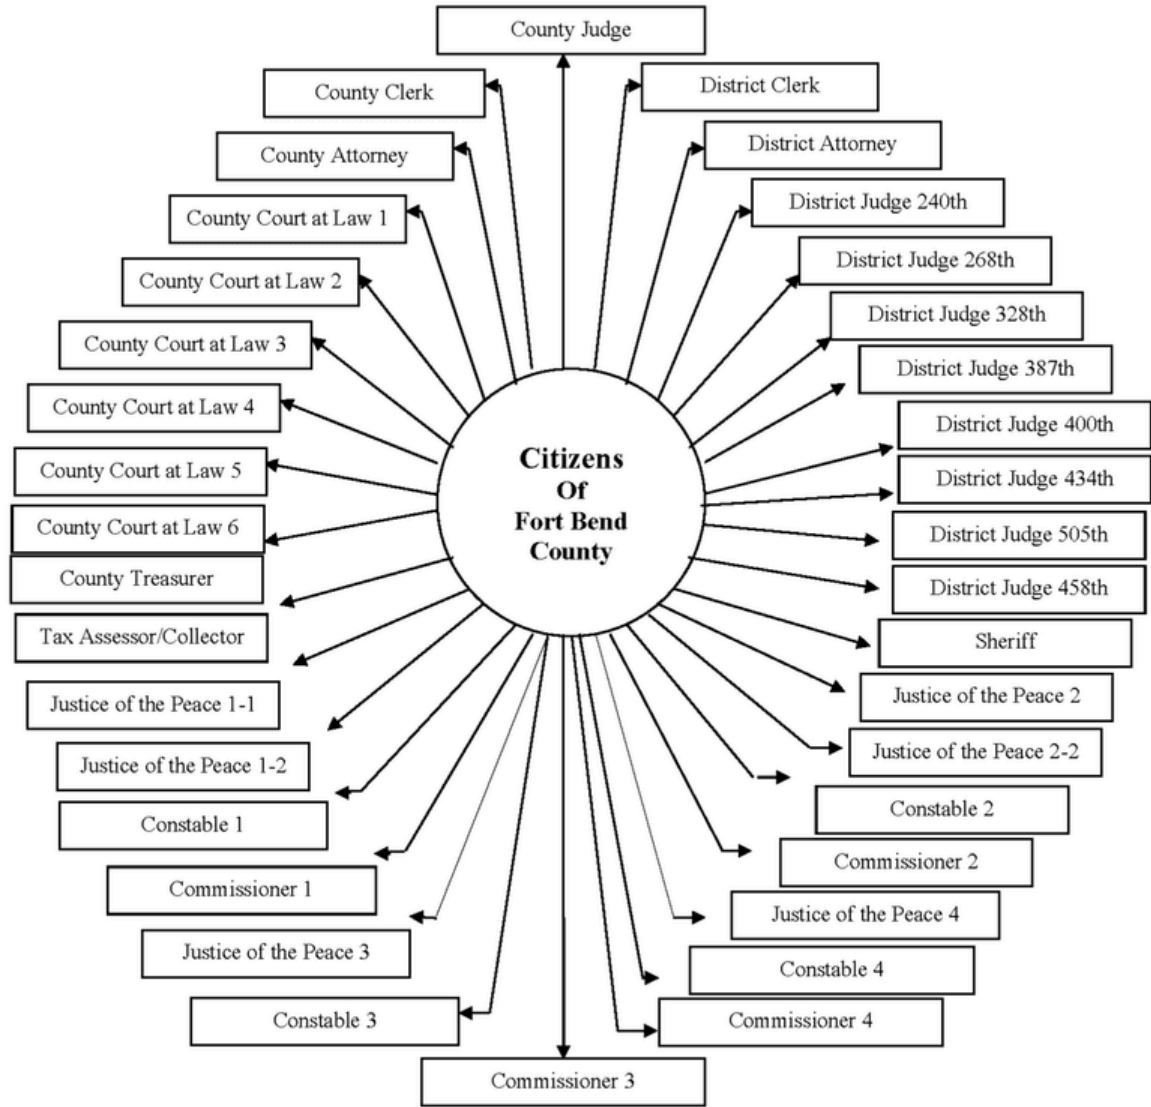 County Judge
County Clerk
District Clerk
County Attorney
District Attorney
County Court at Law 1
District Judge 240th
County Court at Law 2
District Judge 268th
County Court at Law 3
District Judge 328th
County Court at Law 4
District Judge 387th
County Court at Law 5
District Judge 400th
County Court at Law 6
District Judge 434th
County Treasurer
District Judge 505th
Tax Assessor/Collector
District Judge 458th
Citizens
Of
Fort Bend
County
Sheriff
Justice of the Peace 1-1
Justice of the Peace 2
Justice of the Peace 1-2
Justice of the Peace 2-2
Constable 1
Constable 2
Commissioner 1
Commissioner 2
Justice of the Peace 3
Justice of the Peace 4
Constable 3
Constable 4
Commissioner 4
Commissioner 3